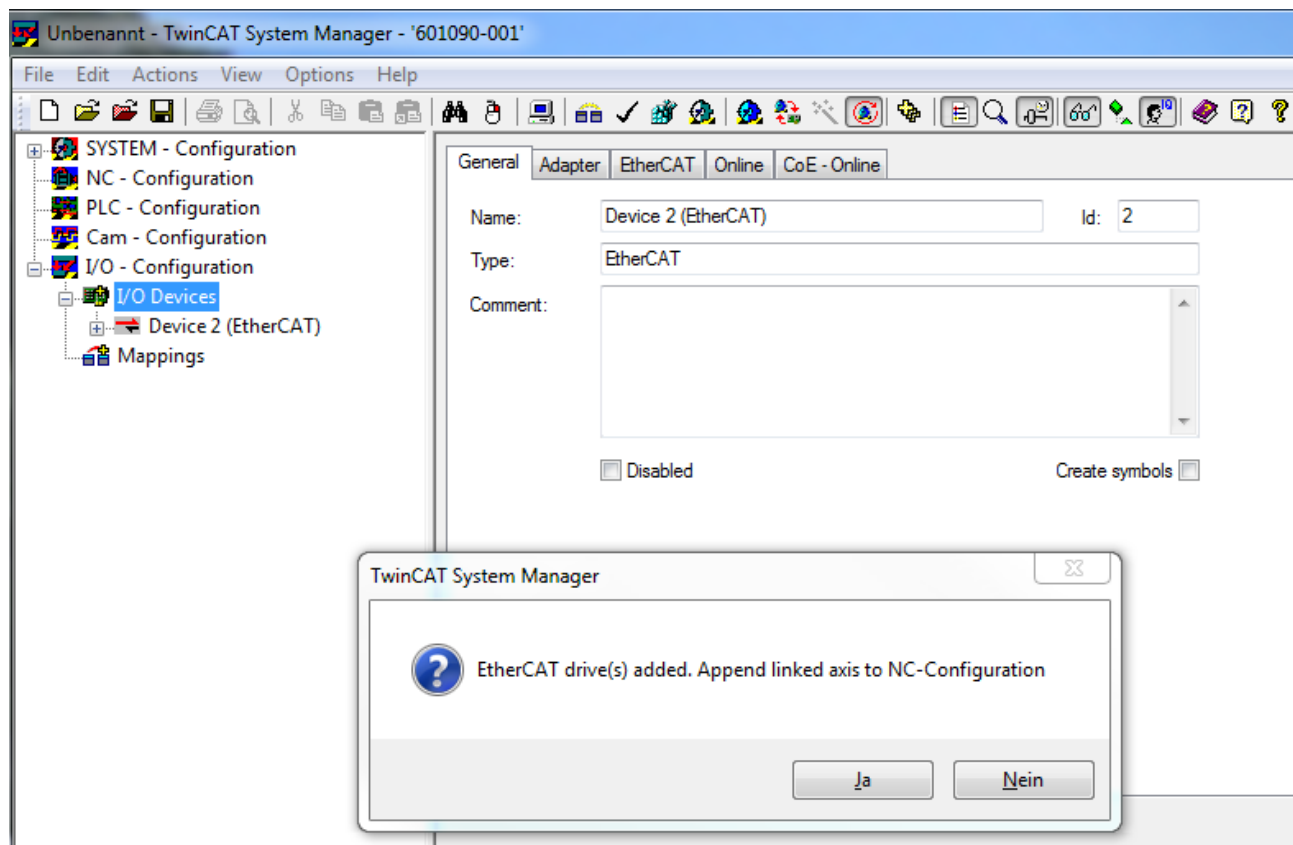 Unbenannt - TwinCAT System Manager - '601090-001'
File Edit Actions View Options Help
SYSTEM - Configuration
NC - Configuration
PLC - Configuration
Cam - Configuration
I/O - Configuration
I/O Devices
Device 2 (EtherCAT)
Mappings
General Adapter EtherCAT Online CoE - Online
Name: Device 2 (EtherCAT) Id: 2
Type: EtherCAT
Comment:
Disabled Create symbols
TwinCAT System Manager
EtherCAT drive(s) added. Append linked axis to NC-Configuration
Ja Nein